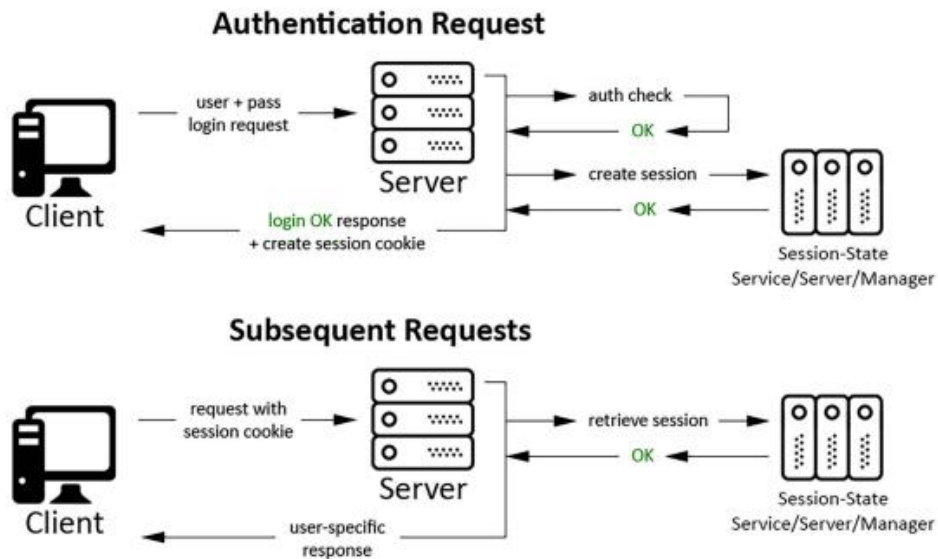 Authentication Request
user + pass
login request
auth check
OK
Server
create session
OK
Client
login OK response
+ create session cookie
Session-State
Service/Server/Manager
Subsequent Requests
request with
session cookie
retrieve session
OK
Server
Client
user-specific
response
Session-State
Service/Server/Manager